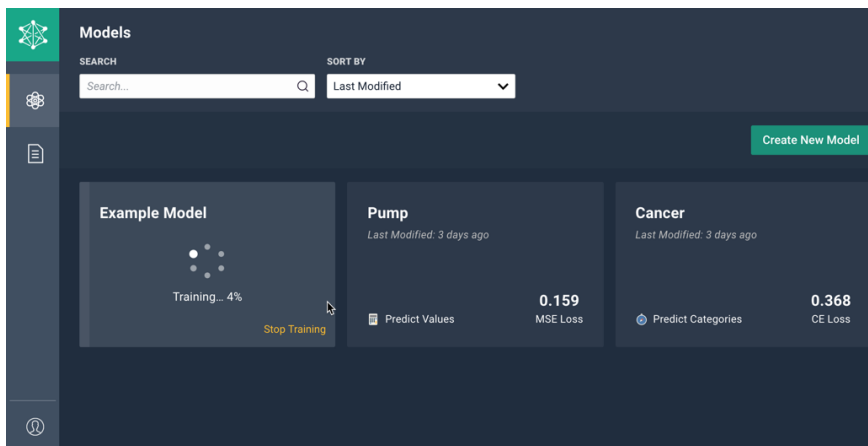 Models
SEARCH
SORT BY
Search...
Last Modified
Create New Model
Example Model
Training... 4%
Stop Training
Pump
Last Modified: 3 days ago
Predict Values
0.159
MSE Loss
Cancer
Last Modified: 3 days ago
Predict Categories
0.368
CE Loss